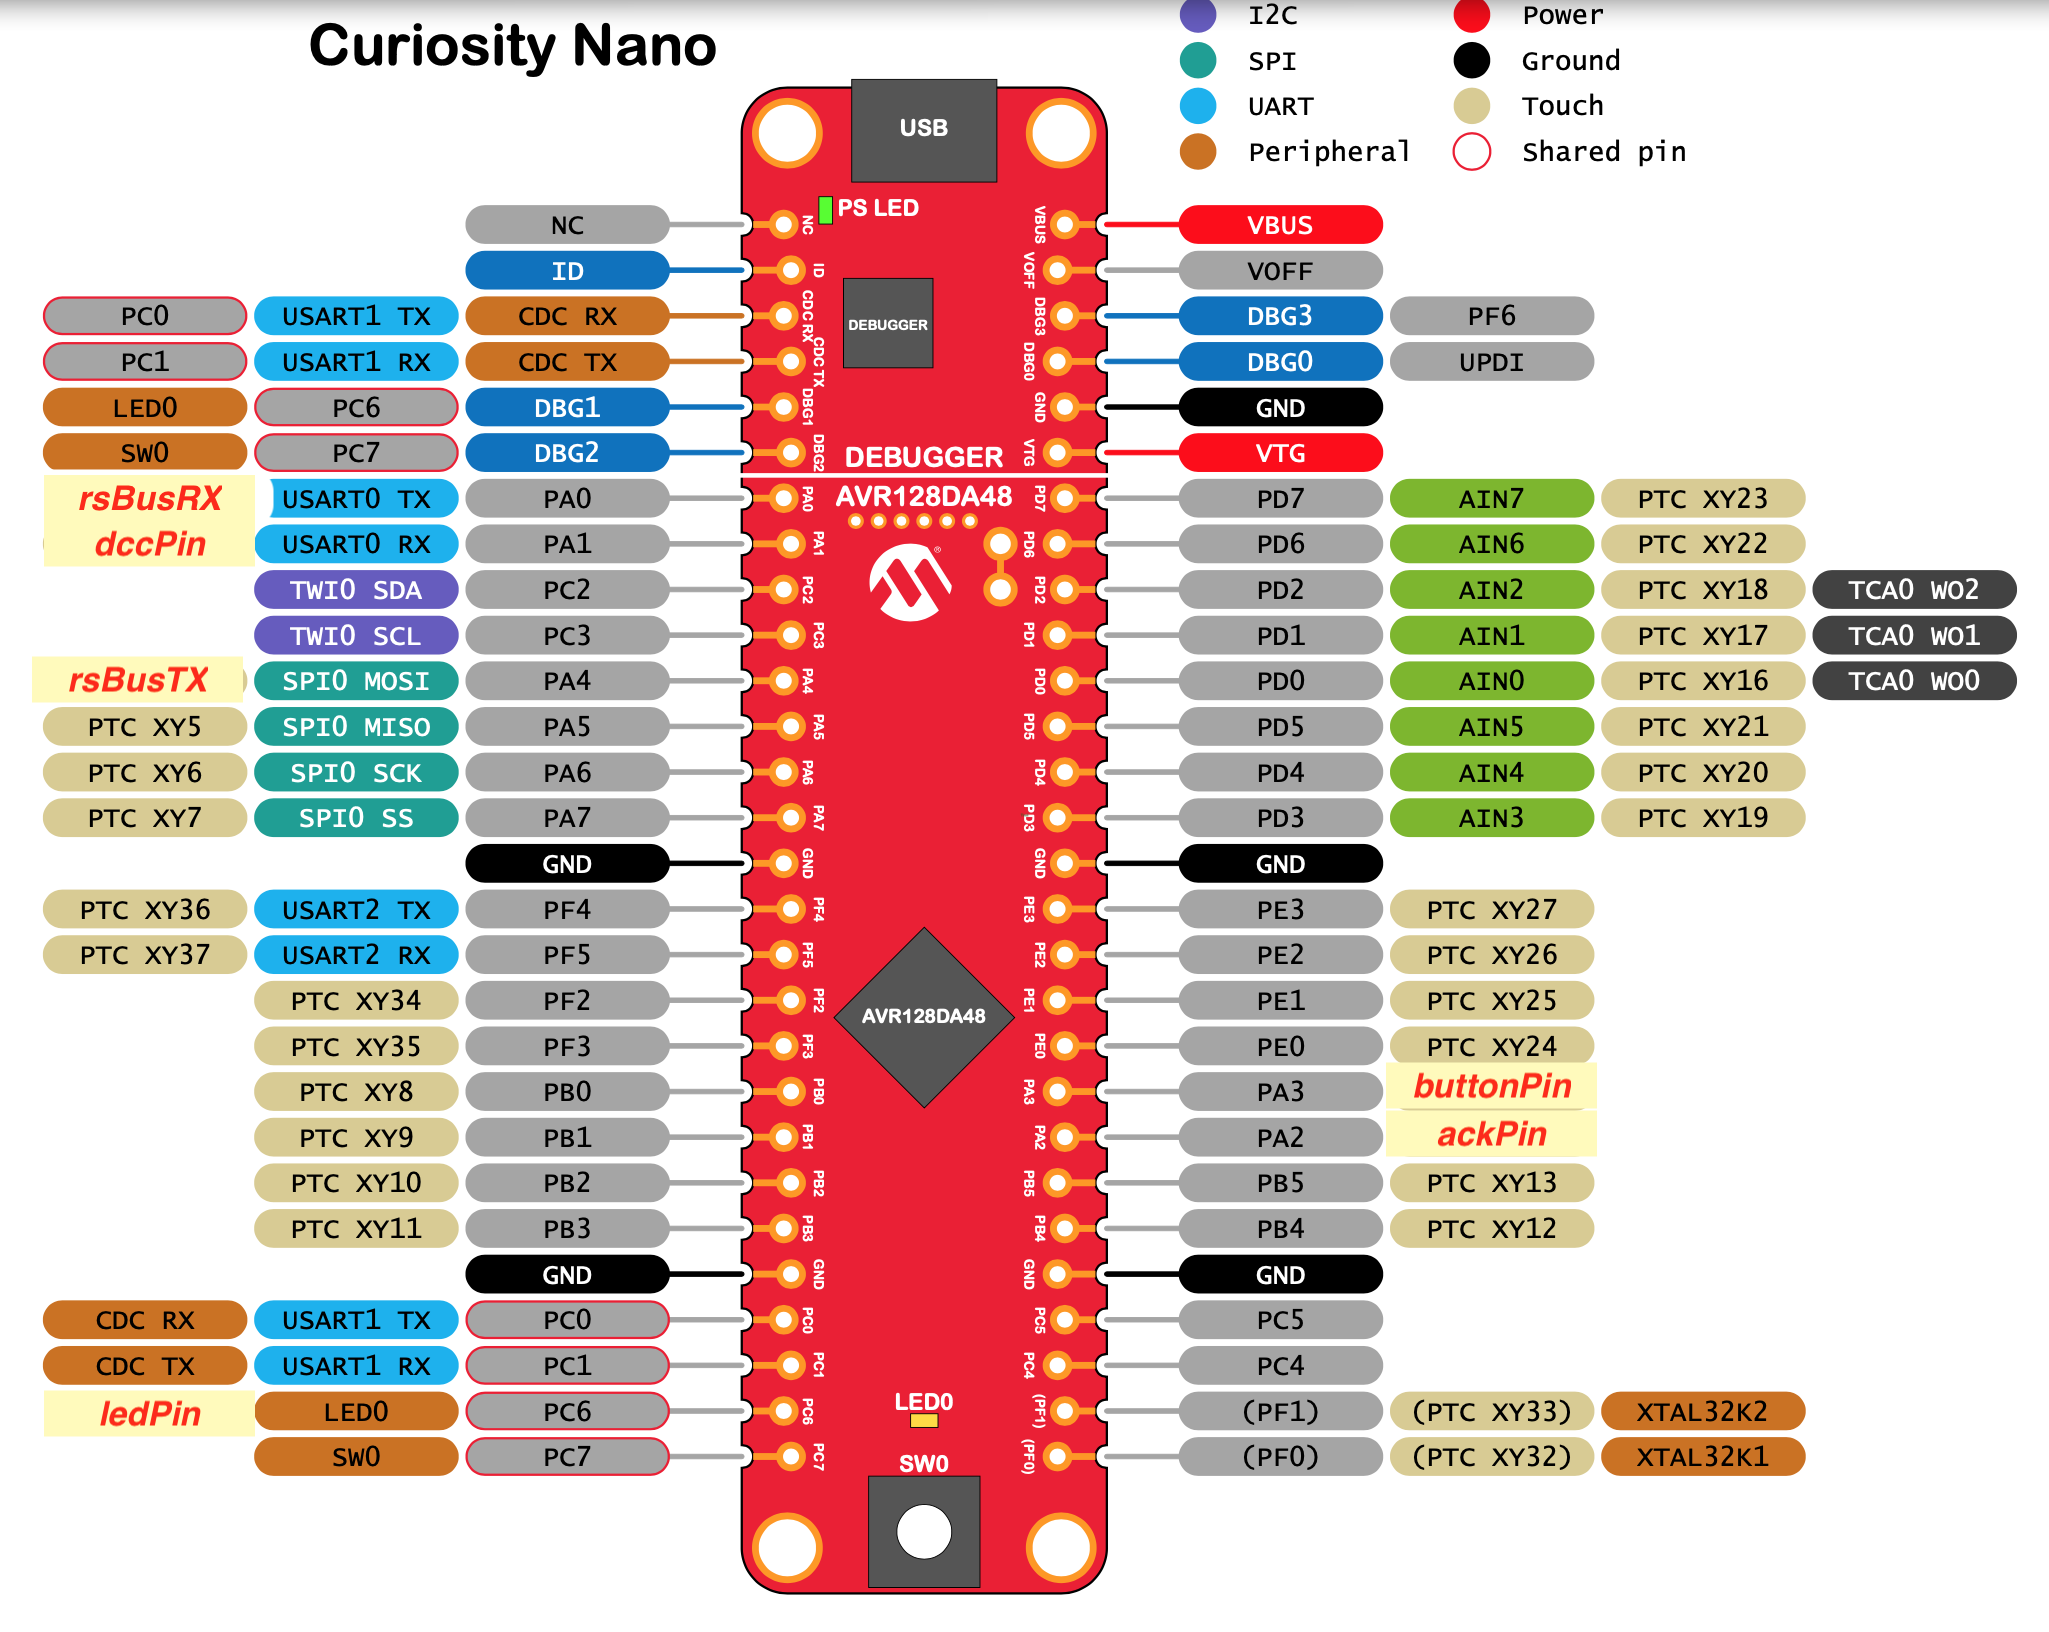 Curiosity Nano
I2C Power
SPI Ground
UART Touch
Peripheral Shared pin
USB
PS LED
NC NC VBUS VBUS
ID ID VOFF VOFF
PC0 USART1 TX CDC RX CDC RX DEBUGGER DBG3 DBG3 PF6
PC1 USART1 RX CDC TX CDC TX DBG0 DBG0 UPDI
LED0 PC6 DBG1 DBG1 GND GND
SW0 PC7 DBG2 DBG2 DEBUGGER VTG VTG
rsBusRX USART0 TX PA0 PA0 AVR128DA48 PD7 PD7 AIN7 PTC XY23
dccPin USART0 RX PA1 PA1 PD6 PD6 AIN6 PTC XY22
TWI0 SDA PC2 PC2 ® PD2 PD2 AIN2 PTC XY18 TCA0 WO2
TWI0 SCL PC3 PC3 PD1 PD1 AIN1 PTC XY17 TCA0 WO1
rsBusTX SPI0 MOSI PA4 PA4 PD0 PD0 AIN0 PTC XY16 TCA0 WO0
PTC XY5 SPI0 MISO PA5 PA5 PD5 PD5 AIN5 PTC XY21
PTC XY6 SPI0 SCK PA6 PA6 PD4 PD4 AIN4 PTC XY20
PTC XY7 SPI0 SS PA7 PA7 PD3 PD3 AIN3 PTC XY19
GND GND GND GND
PTC XY36 USART2 TX PF4 PF4 PE3 PE3 PTC XY27
PTC XY37 USART2 RX PF5 PF5 PE2 PE2 PTC XY26
PTC XY34 PF2 PF2 AVR128DA48 PE1 PE1 PTC XY25
PTC XY35 PF3 PF3 PE0 PE0 PTC XY24
PTC XY8 PB0 PB0 PA3 PA3 buttonPin
PTC XY9 PB1 PB1 PA2 PA2 ackPin
PTC XY10 PB2 PB2 PB5 PB5 PTC XY13
PTC XY11 PB3 PB3 PB4 PB4 PTC XY12
GND GND GND GND
CDC RX USART1 TX PC0 PC0 PC5 PC5
CDC TX USART1 RX PC1 PC1 PC4 PC4
ledPin LED0 PC6 PC6 LED0 (PF1) (PF1) (PTC XY33) XTAL32K2
SW0 PC7 PC7 SW0 (PF0) (PF0) (PTC XY32) XTAL32K1